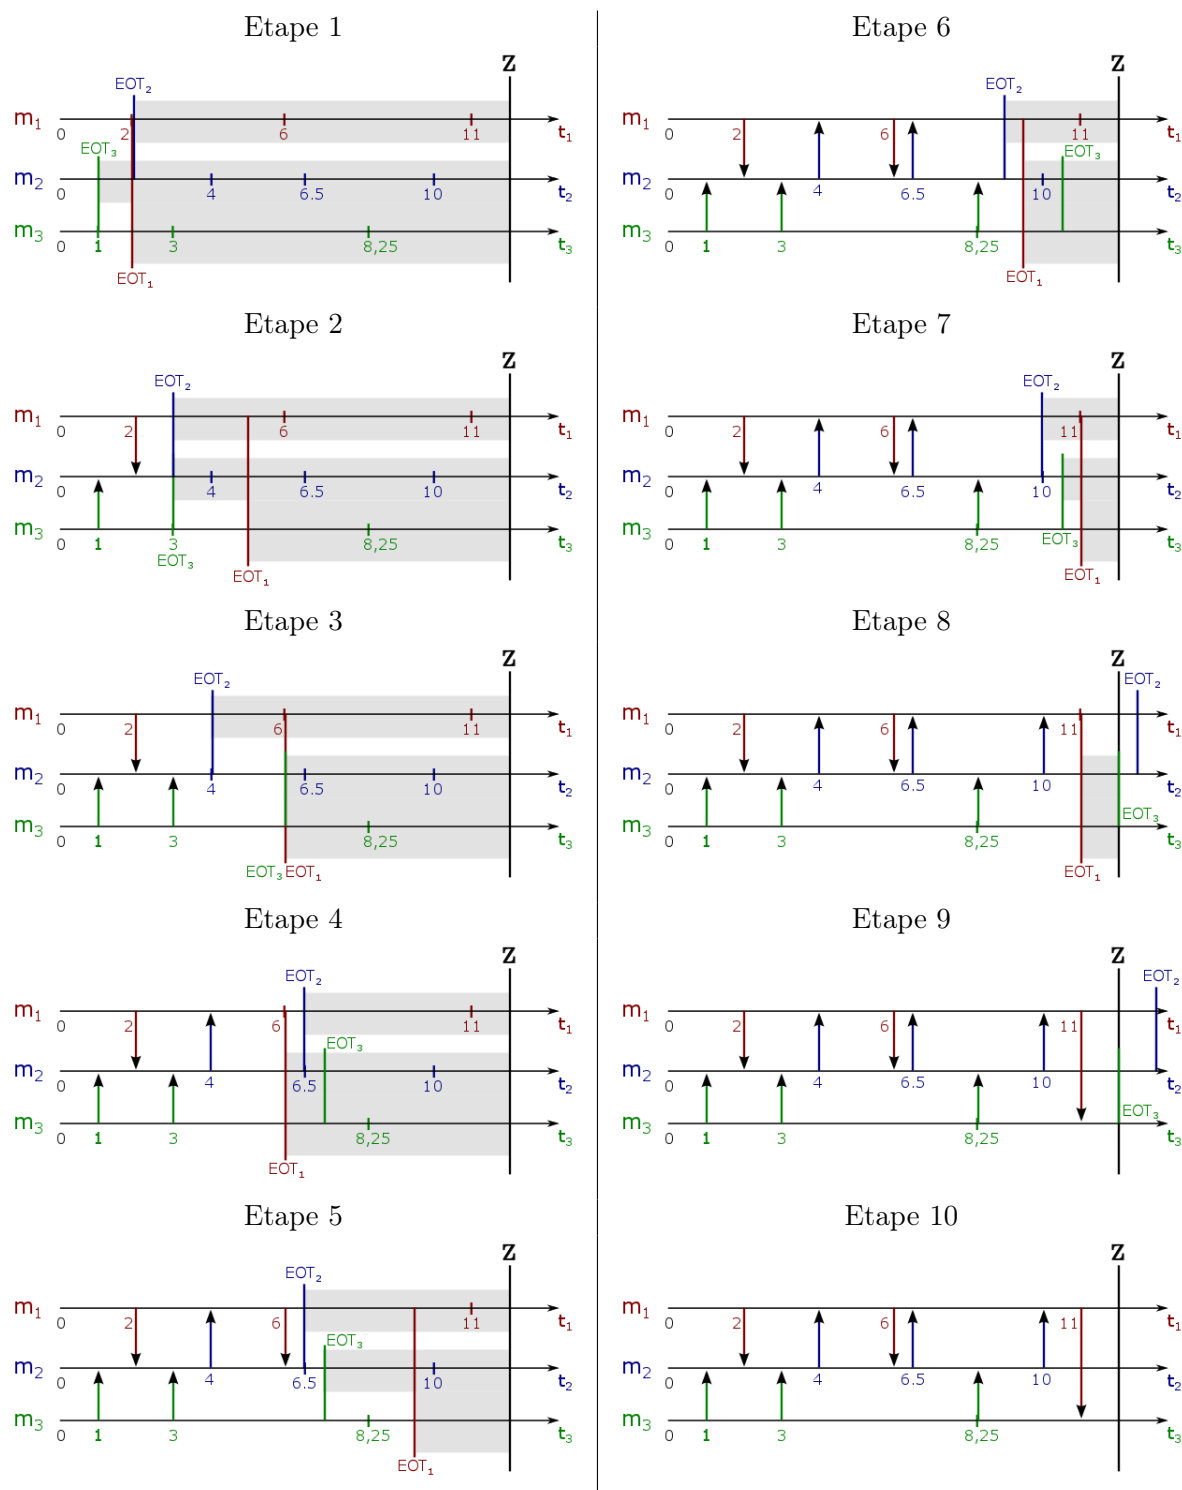 Etape 1
Z
EOT2
m1 0 2 6 11 t1
EOT3
m2 0 4 6.5 10 t2
m3 0 1 3 8,25 t3
EOT1
Etape 2
Z
EOT2
m1 0 2 6 11 t1
m2 0 4 6.5 10 t2
m3 0 1 3 8,25 t3
EOT3
EOT1
Etape 3
Z
EOT2
m1 0 2 6 11 t1
m2 0 4 6.5 10 t2
m3 0 1 3 8,25 t3
EOT3 EOT1
Etape 4
Z
EOT2
m1 0 2 6 11 t1
EOT3
m2 0 4 6.5 10 t2
m3 0 1 3 8,25 t3
EOT1
Etape 5
Z
EOT2
m1 0 2 6 11 t1
EOT3
m2 0 4 6.5 10 t2
m3 0 1 3 8,25 t3
EOT1
Etape 6
Z
EOT2
m1 0 2 6 11 t1
EOT3
m2 0 4 6.5 10 t2
m3 0 1 3 8,25 t3
EOT1
Etape 7
Z
EOT2
m1 0 2 6 11 t1
m2 0 4 6.5 10 t2
m3 0 1 3 8,25 EOT3 t3
EOT1
Etape 8
Z
EOT2
m1 0 2 6 11 t1
m2 0 4 6.5 10 t2
EOT3
m3 0 1 3 8,25 t3
EOT1
Etape 9
Z
EOT2
m1 0 2 6 11 t1
m2 0 4 6.5 10 t2
EOT3
m3 0 1 3 8,25 t3
Etape 10
Z
m1 0 2 6 11 t1
m2 0 4 6.5 10 t2
m3 0 1 3 8,25 t3